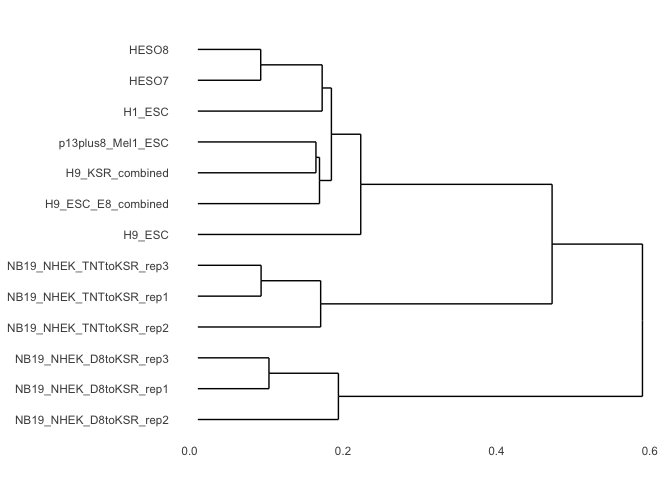 HESO8
HESO7
H1_ESC
p13plus8_Mel1_ESC
H9_KSR_combined
H9_ESC_E8_combined
H9_ESC
NB19_NHEK_TNTtoKSR_rep3
NB19_NHEK_TNTtoKSR_rep1
NB19_NHEK_TNTtoKSR_rep2
NB19_NHEK_D8toKSR_rep3
NB19_NHEK_D8toKSR_rep1
NB19_NHEK_D8toKSR_rep2
0.0 0.2 0.4 0.6